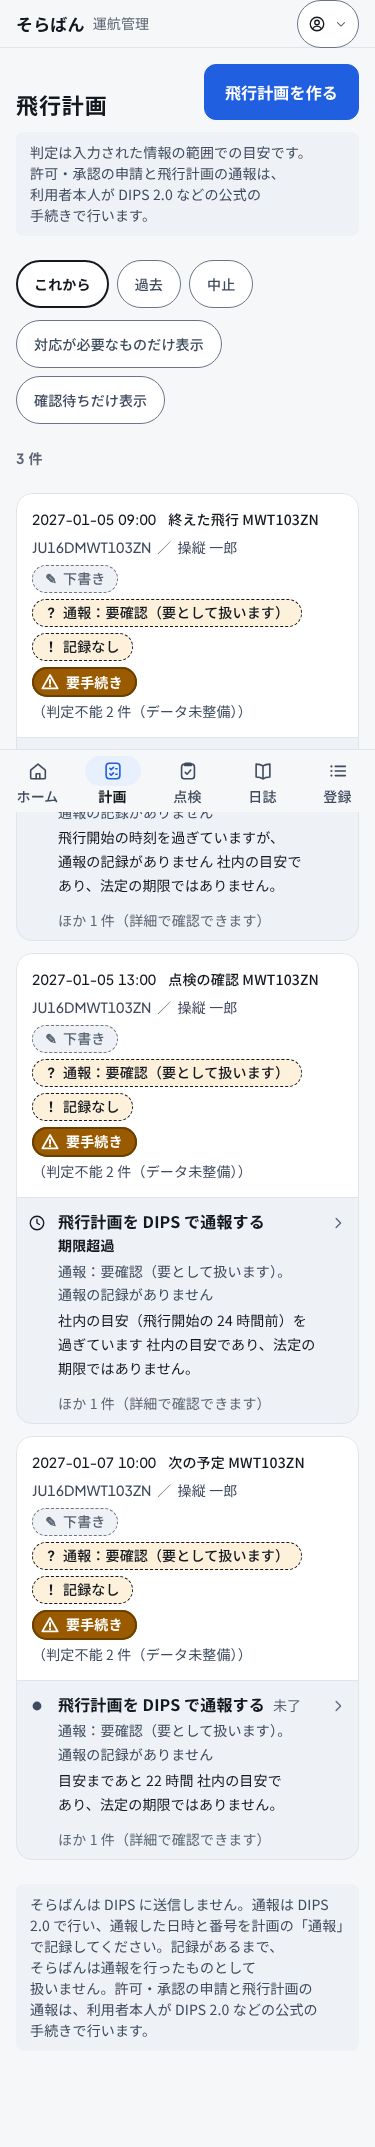 そらばん 運航管理
飛行計画
飛行計画を作る
判定は入力された情報の範囲での目安です。
許可・承認の申請と飛行計画の通報は、
利用者本人が DIPS 2.0 などの公式の
手続きで行います。
これから
過去
中止
対応が必要なものだけ表示
確認待ちだけ表示
3 件
2027-01-05 09:00 終えた飛行 MWT103ZN
JU16DMWT103ZN ／ 操縦 一郎
✎ 下書き
? 通報：要確認（要として扱います）
! 記録なし
要手続き
（判定不能 2 件（データ未整備））
ホーム
計画
点検
日誌
登録
通報の記録がありません
飛行開始の時刻を過ぎていますが、
通報の記録がありません 社内の目安で
あり、法定の期限ではありません。
ほか 1 件（詳細で確認できます）
2027-01-05 13:00 点検の確認 MWT103ZN
JU16DMWT103ZN ／ 操縦 一郎
✎ 下書き
? 通報：要確認（要として扱います）
! 記録なし
要手続き
（判定不能 2 件（データ未整備））
飛行計画を DIPS で通報する
期限超過
通報：要確認（要として扱います）。
通報の記録がありません
社内の目安（飛行開始の 24 時間前）を
過ぎています 社内の目安であり、法定の
期限ではありません。
ほか 1 件（詳細で確認できます）
2027-01-07 10:00 次の予定 MWT103ZN
JU16DMWT103ZN ／ 操縦 一郎
✎ 下書き
? 通報：要確認（要として扱います）
! 記録なし
要手続き
（判定不能 2 件（データ未整備））
飛行計画を DIPS で通報する 未了
通報：要確認（要として扱います）。
通報の記録がありません
目安まであと 22 時間 社内の目安で
あり、法定の期限ではありません。
ほか 1 件（詳細で確認できます）
そらばんは DIPS に送信しません。通報は DIPS
2.0 で行い、通報した日時と番号を計画の「通報」
で記録してください。記録があるまで、
そらばんは通報を行ったものとして
扱いません。許可・承認の申請と飛行計画の
通報は、利用者本人が DIPS 2.0 などの公式の
手続きで行います。